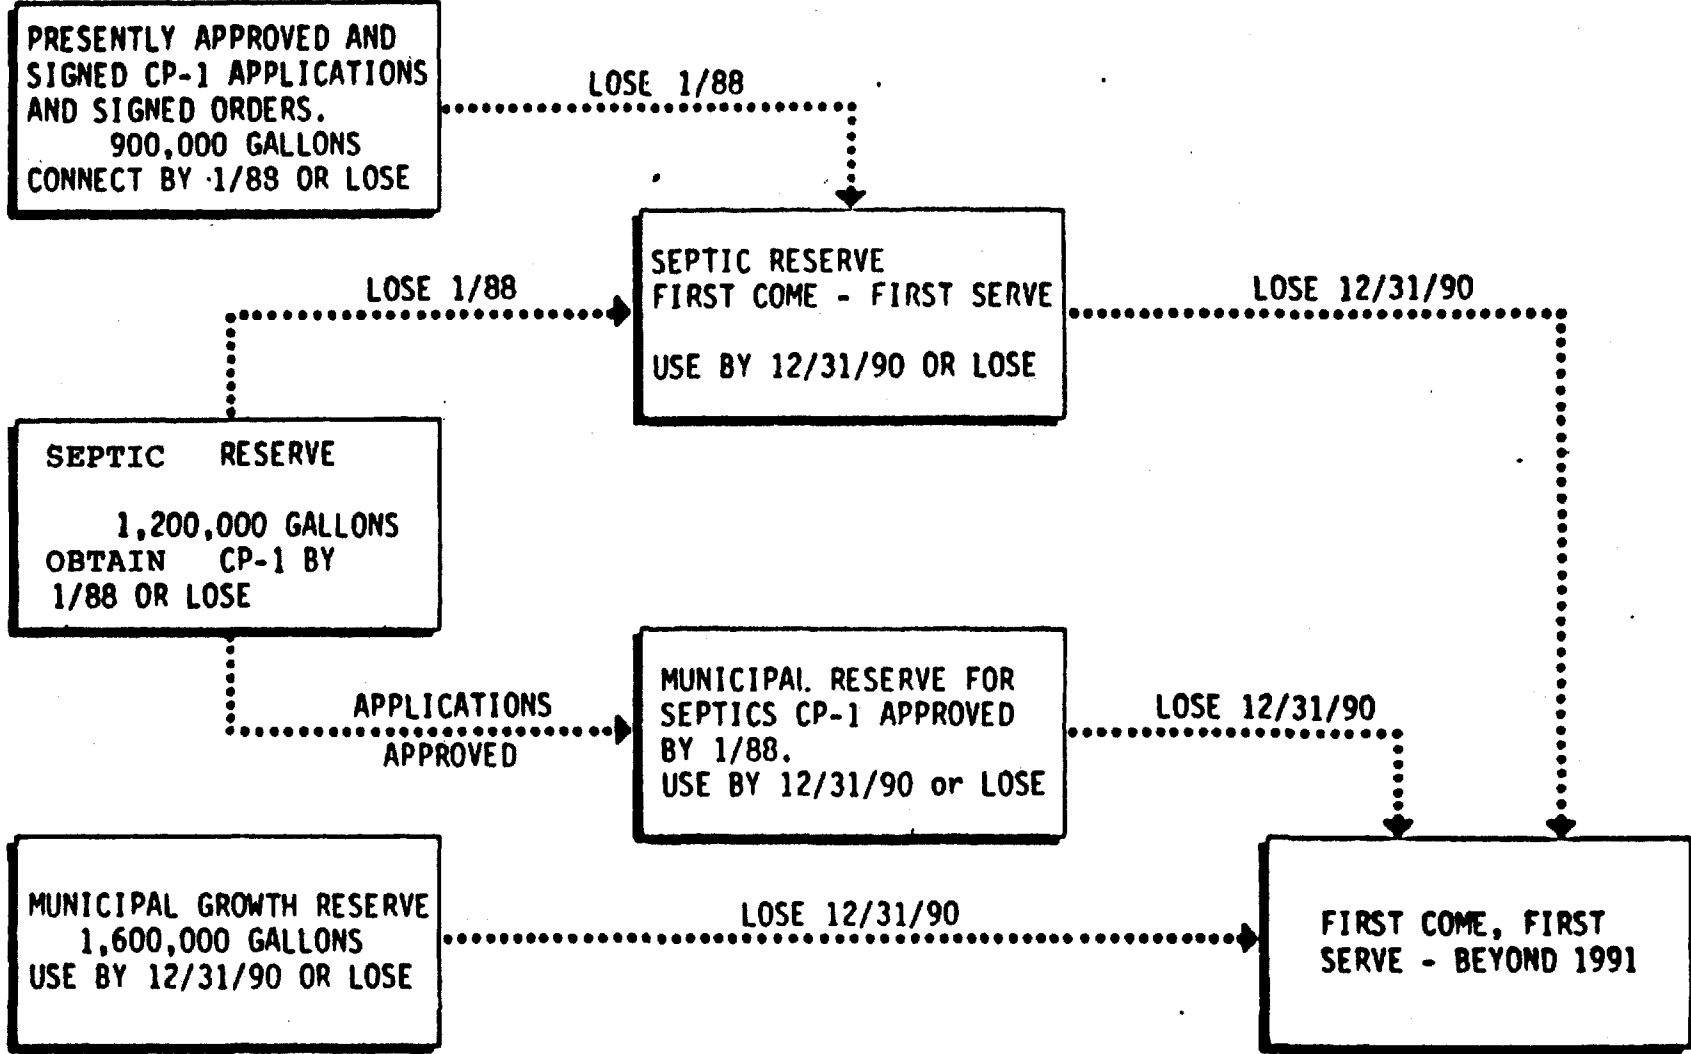 PRESENTLY APPROVED AND
SIGNED CP-1 APPLICATIONS
AND SIGNED ORDERS.
900,000 GALLONS
CONNECT BY 1/88 OR LOSE
LOSE 1/88
LOSE 1/88
SEPTIC RESERVE
FIRST COME - FIRST SERVE
USE BY 12/31/90 OR LOSE
LOSE 12/31/90
SEPTIC RESERVE
1,200,000 GALLONS
OBTAIN CP-1 BY
1/88 OR LOSE
APPLICATIONS
APPROVED
MUNICIPAL RESERVE FOR
SEPTICS CP-1 APPROVED
BY 1/88.
USE BY 12/31/90 or LOSE
LOSE 12/31/90
MUNICIPAL GROWTH RESERVE
1,600,000 GALLONS
USE BY 12/31/90 OR LOSE
LOSE 12/31/90
FIRST COME, FIRST
SERVE - BEYOND 1991